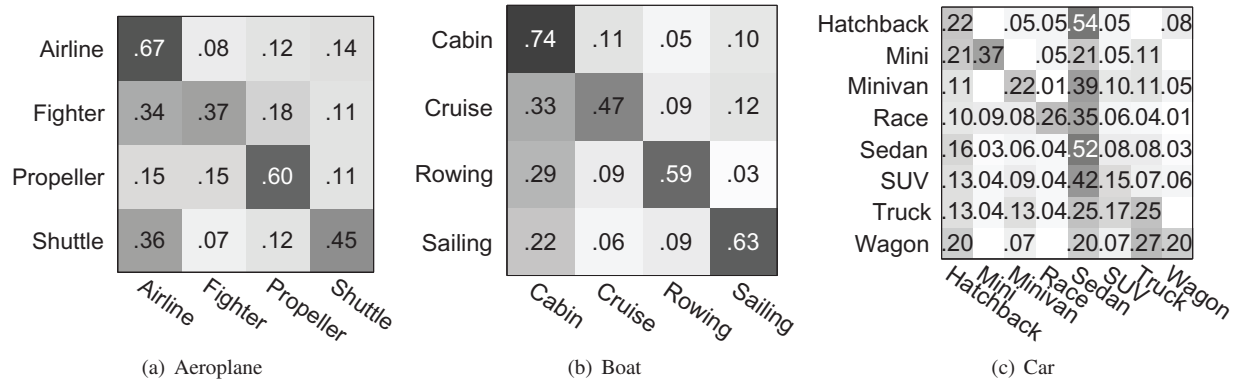 Airline .67 .08 .12 .14
Fighter .34 .37 .18 .11
Propeller .15 .15 .60 .11
Shuttle .36 .07 .12 .45
Airline Fighter Propeller Shuttle
(a) Aeroplane
Cabin .74 .11 .05 .10
Cruise .33 .47 .09 .12
Rowing .29 .09 .59 .03
Sailing .22 .06 .09 .63
Cabin Cruise Rowing Sailing
(b) Boat
Hatchback .22 .05 .05 .54 .05 .08
Mini .21 .37 .05 .21 .05 .11
Minivan .11 .22 .01 .39 .10 .11 .05
Race .10 .09 .08 .26 .35 .06 .04 .01
Sedan .16 .03 .06 .04 .52 .08 .08 .03
SUV .13 .04 .09 .04 .42 .15 .07 .06
Truck .13 .04 .13 .04 .25 .17 .25
Wagon .20 .07 .20 .07 .27 .20
Hatchback Mini Minivan Race Sedan SUV Truck Wagon
(c) Car